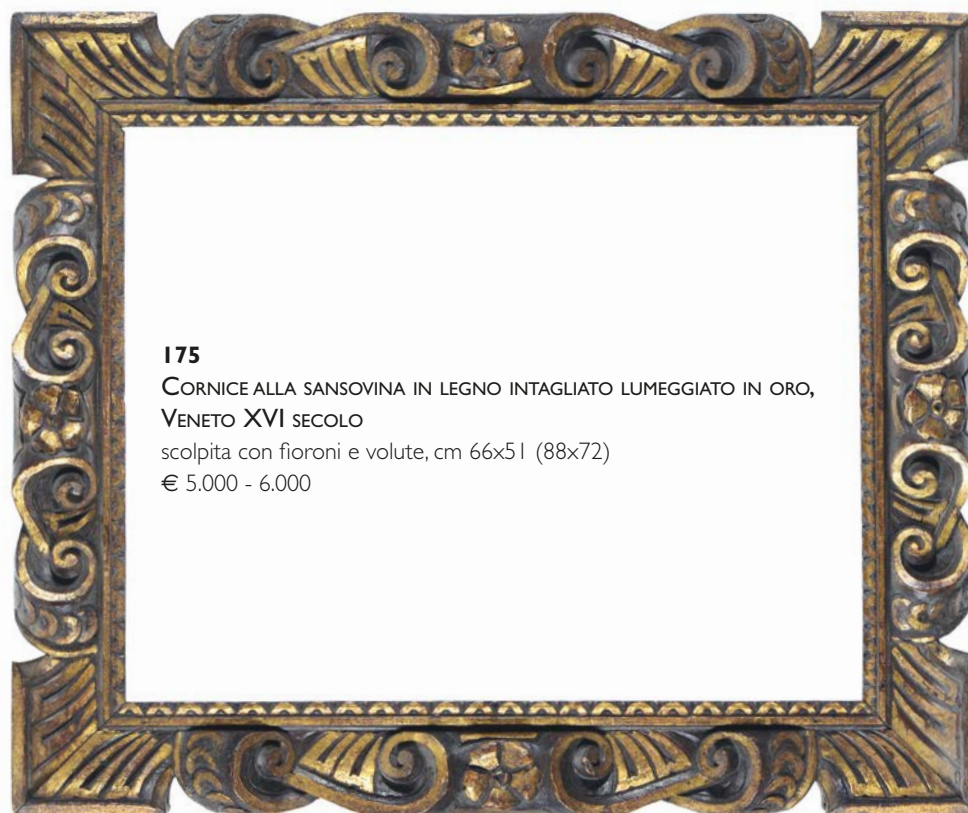 175
CORNICE ALLA SANSOVINA IN LEGNO INTAGLIATO LUMEGGIATO IN ORO,
VENETO XVI SECOLO
scolpita con fioroni e volute, cm 66x51 (88x72)
€ 5.000 - 6.000